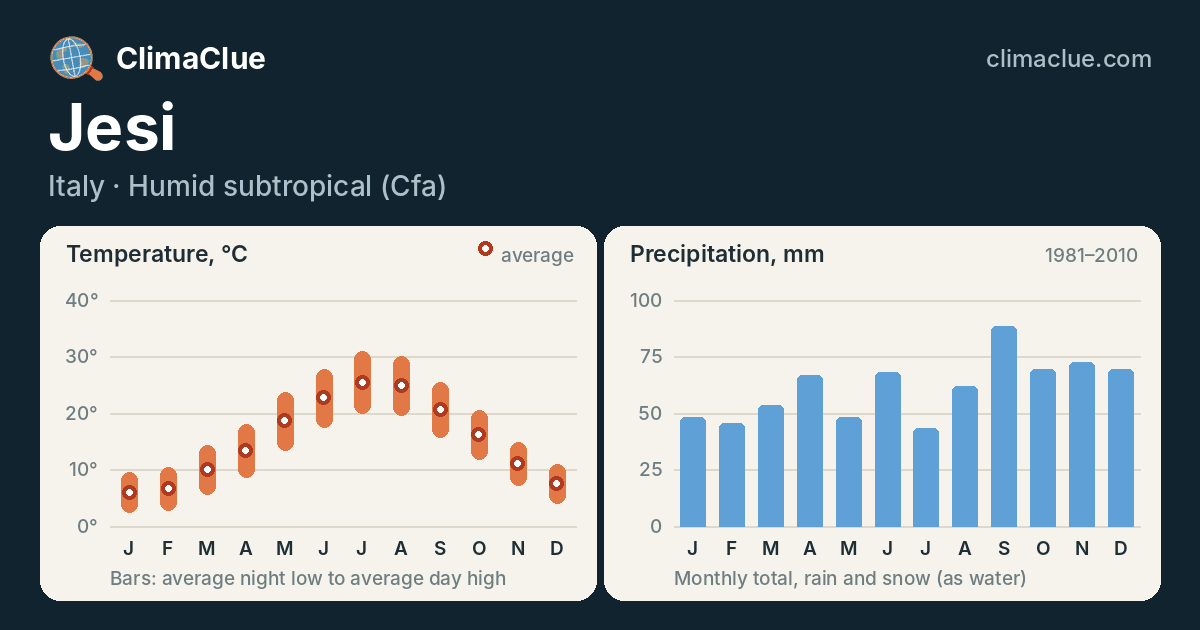 ClimaClue
climaclue.com
Jesi
Italy · Humid subtropical (Cfa)
Temperature, °C
average
40°
30°
20°
10°
0°
J F M A M J J A S O N D
Bars: average night low to average day high
Precipitation, mm
1981–2010
100
75
50
25
0
J F M A M J J A S O N D
Monthly total, rain and snow (as water)